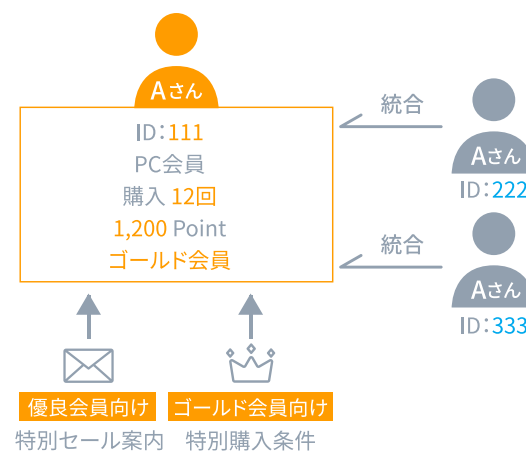 Aさん
ID:111
PC会員
購入 12回
1,200 Point
ゴールド会員
統合
Aさん
ID:222
統合
Aさん
ID:333
優良会員向け
特別セール案内
ゴールド会員向け
特別購入条件